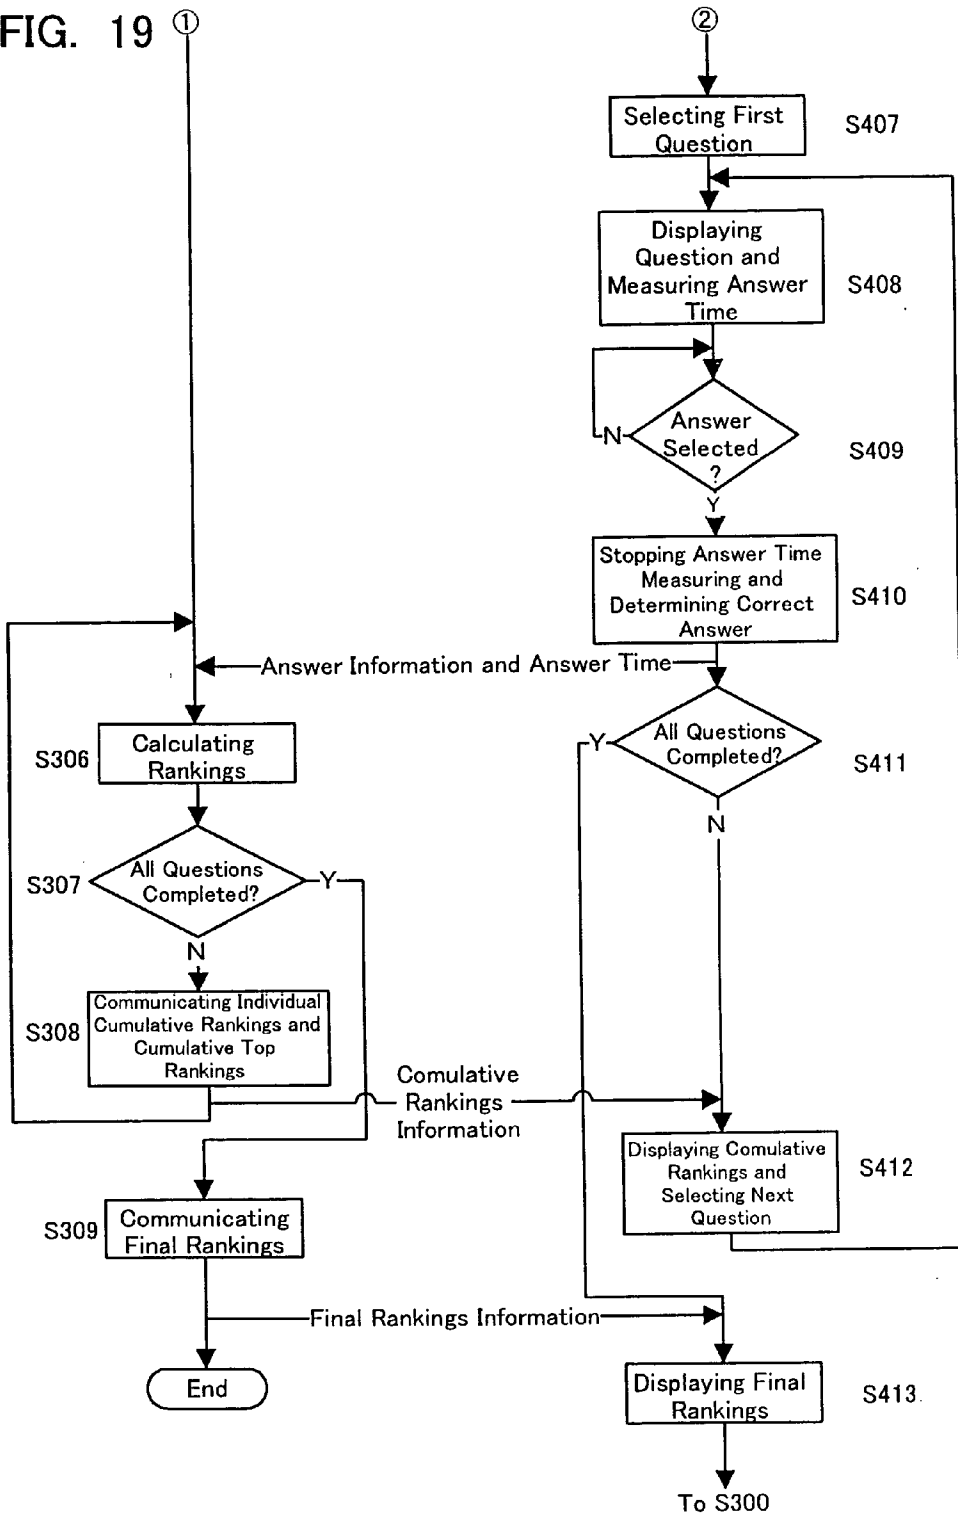 FIG. 19
①
②
Selecting First
Question
S407
Displaying
Question and
Measuring Answer
Time
S408
N
Answer
Selected
?
S409
Y
Stopping Answer Time
Measuring and
Determining Correct
Answer
S410
Answer Information and Answer Time
S306
Calculating
Rankings
Y
All Questions
Completed?
S411
N
S307
All Questions
Completed?
Y
N
S308
Communicating Individual
Cumulative Rankings and
Cumulative Top
Rankings
Comulative
Rankings
Information
Displaying Comulative
Rankings and
Selecting Next
Question
S412
S309
Communicating
Final Rankings
Final Rankings Information
End
Displaying Final
Rankings
S413
To S300